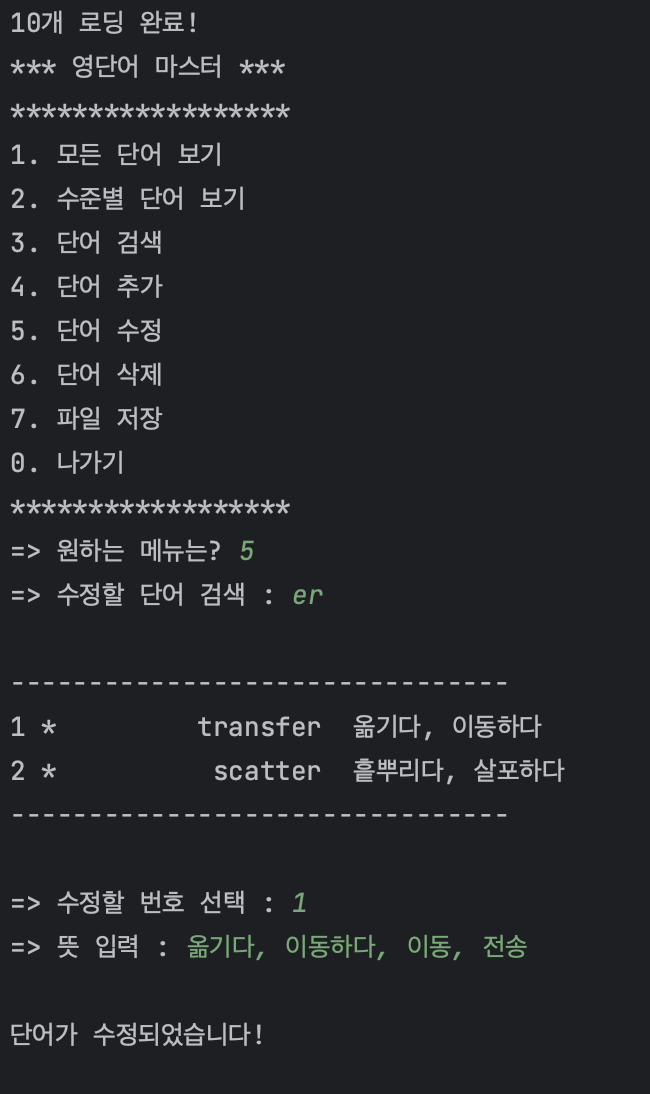 10개 로딩 완료!
*** 영단어 마스터 ***
******************
1. 모든 단어 보기
2. 수준별 단어 보기
3. 단어 검색
4. 단어 추가
5. 단어 수정
6. 단어 삭제
7. 파일 저장
0. 나가기
******************
=> 원하는 메뉴는? 5
=> 수정할 단어 검색 : er
--------------------------------
1 *         transfer  옮기다, 이동하다
2 *          scatter  흩뿌리다, 살포하다
--------------------------------
=> 수정할 번호 선택 : 1
=> 뜻 입력 : 옮기다, 이동하다, 이동, 전송
단어가 수정되었습니다!